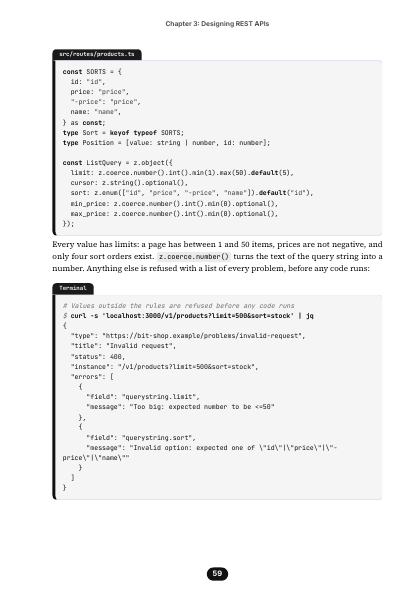 Chapter 3: Designing REST APIs
src/routes/products.ts
const SORTS = {
  id: "id",
  price: "price",
  "-price": "price",
  name: "name",
} as const;
type Sort = keyof typeof SORTS;
type Position = [value: string | number, id: number];

const ListQuery = z.object({
  limit: z.coerce.number().int().min(1).max(50).default(5),
  cursor: z.string().optional(),
  sort: z.enum(["id", "price", "-price", "name"]).default("id"),
  min_price: z.coerce.number().int().min(0).optional(),
  max_price: z.coerce.number().int().min(0).optional(),
});
Every value has limits: a page has between 1 and 50 items, prices are not negative, and
only four sort orders exist. z.coerce.number() turns the text of the query string into a
number. Anything else is refused with a list of every problem, before any code runs:
Terminal
# Values outside the rules are refused before any code runs
$ curl -s 'localhost:3000/v1/products?limit=500&sort=stock' | jq
{
  "type": "https://bit-shop.example/problems/invalid-request",
  "title": "Invalid request",
  "status": 400,
  "instance": "/v1/products?limit=500&sort=stock",
  "errors": [
    {
      "field": "querystring.limit",
      "message": "Too big: expected number to be <=50"
    },
    {
      "field": "querystring.sort",
      "message": "Invalid option: expected one of \"id\"|\"price\"|\"-
price\"|\"name\""
    }
  ]
}
59